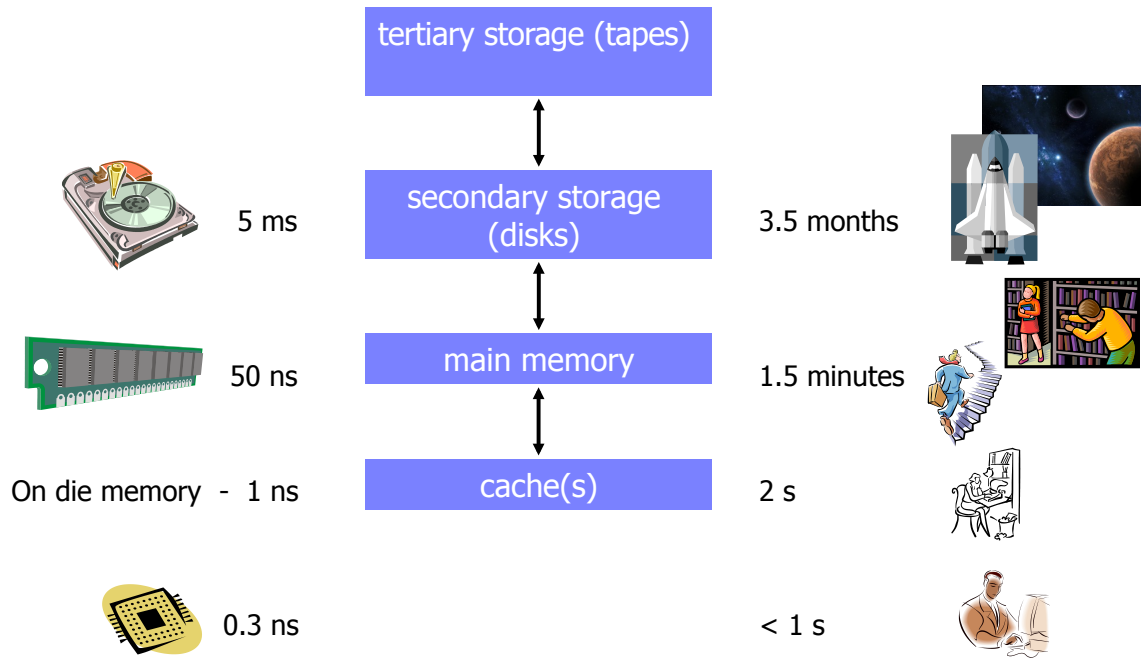 tertiary storage (tapes)
5 ms
secondary storage
(disks)
3.5 months
50 ns
main memory
1.5 minutes
On die memory - 1 ns
cache(s)
2 s
0.3 ns
< 1 s